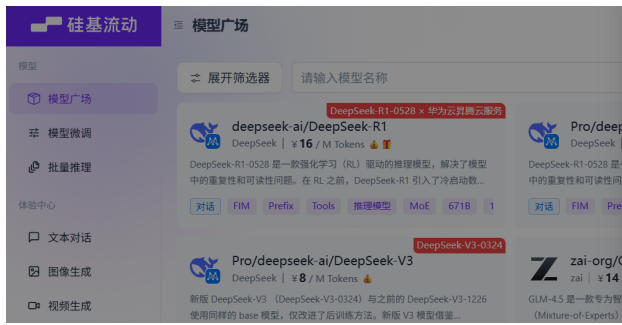 硅基流动
模型
模型广场
模型微调
批量推理
体验中心
文本对话
图像生成
视频生成
模型广场
展开筛选器
请输入模型名称
DeepSeek-R1-0528 × 华为云昇腾云服务
deepseek-ai/DeepSeek-R1
DeepSeek | ￥16 / M Tokens
DeepSeek-R1-0528 是一款强化学习（RL）驱动的推理模型，解决了模型
中的重复性和可读性问题。在 RL 之前，DeepSeek-R1 引入了冷启动数...
对话 FIM Prefix Tools 推理模型 MoE 671B 1
Pro/deep
DeepSeek
DeepSeek-R1-0528 是一
中的重复性和可读性问
对话 FIM Pre
DeepSeek-V3-0324
Pro/deepseek-ai/DeepSeek-V3
DeepSeek | ￥8 / M Tokens
新版 DeepSeek-V3 （DeepSeek-V3-0324）与之前的 DeepSeek-V3-1226
使用同样的 base 模型，仅改进了后训练方法。新版 V3 模型借鉴...
zai-org/
zai | ￥14
GLM-4.5 是一款专为智
（Mixture-of-Experts）